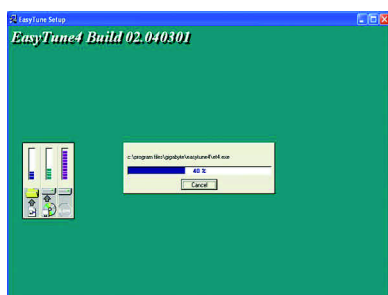 EasyTune Setup
EasyTune4 Build 02.040301
c:\program files\gigabyte\easytune4\et4.exe
40 %
Cancel